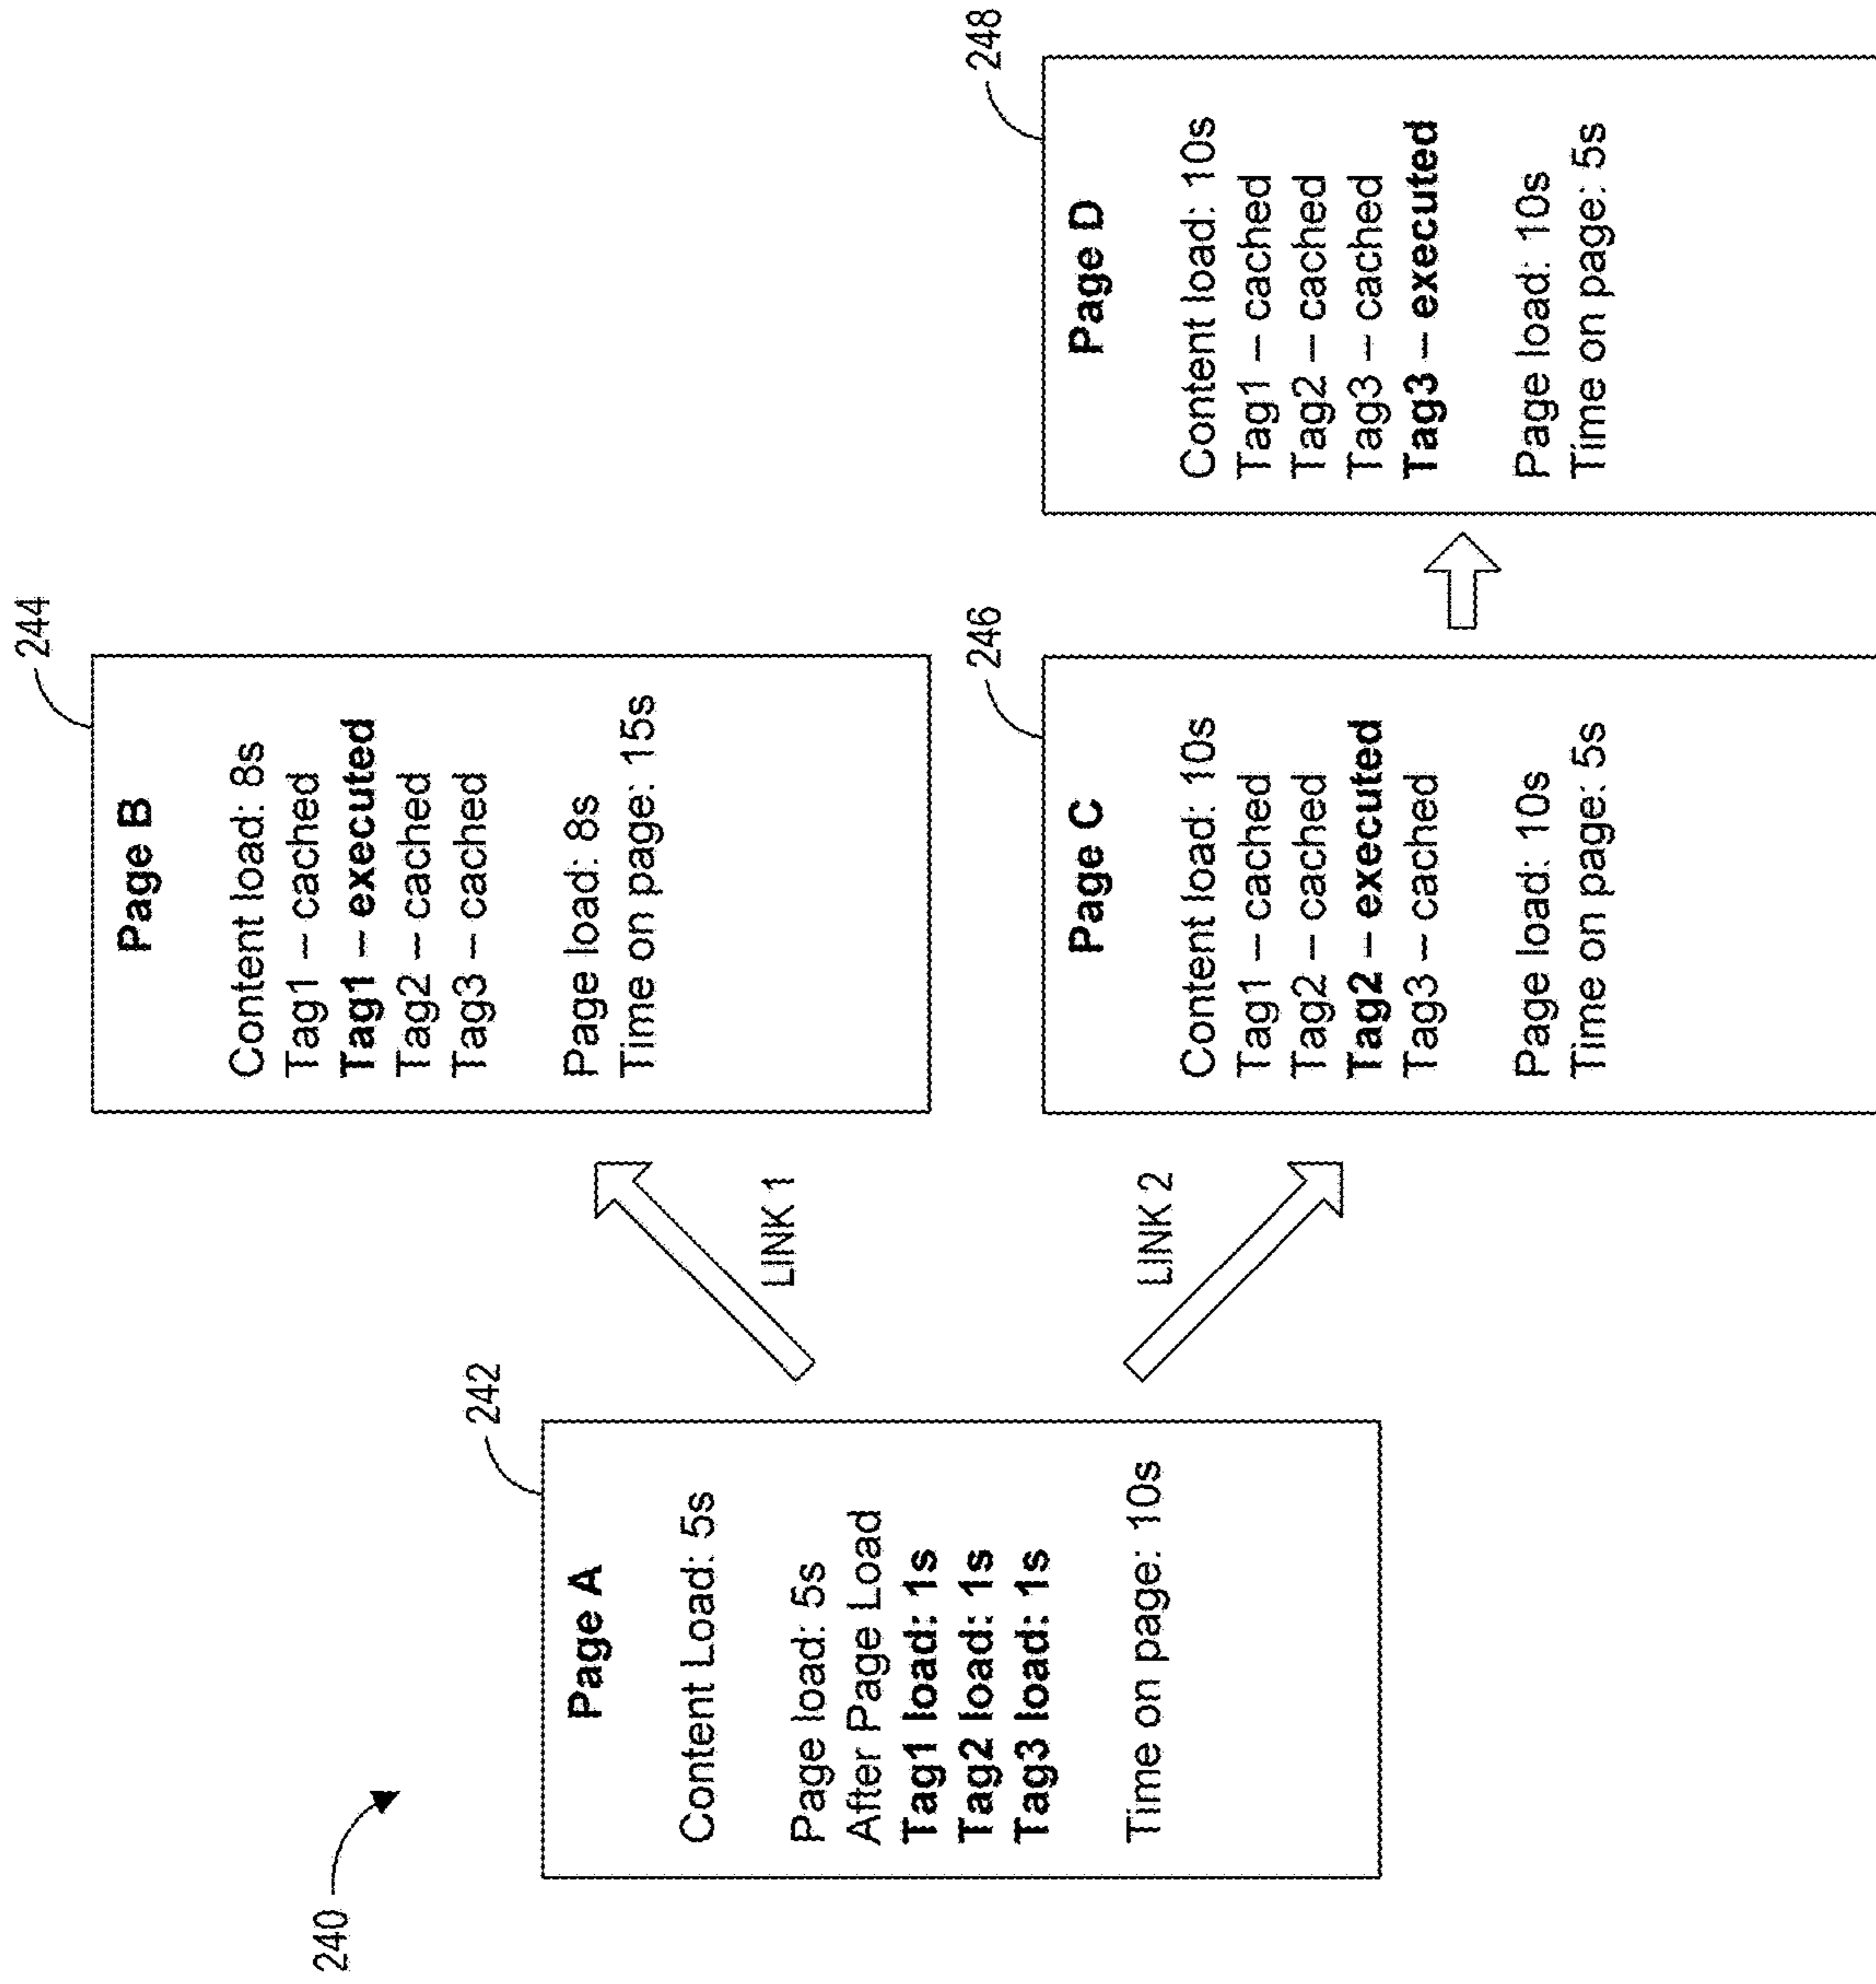 240
242
Page A
Content Load: 5s
Page load: 5s
After Page Load
Tag1 load: 1s
Tag2 load: 1s
Tag3 load: 1s
Time on page: 10s
LINK 1
LINK 2
244
Page B
Content load: 8s
Tag1 – cached
Tag1 – executed
Tag2 – cached
Tag3 – cached
Page load: 8s
Time on page: 15s
246
Page C
Content load: 10s
Tag1 – cached
Tag2 – cached
Tag2 – executed
Tag3 – cached
Page load: 10s
Time on page: 5s
248
Page D
Content load: 10s
Tag1 – cached
Tag2 – cached
Tag3 – cached
Tag3 – executed
Page load: 10s
Time on page: 5s